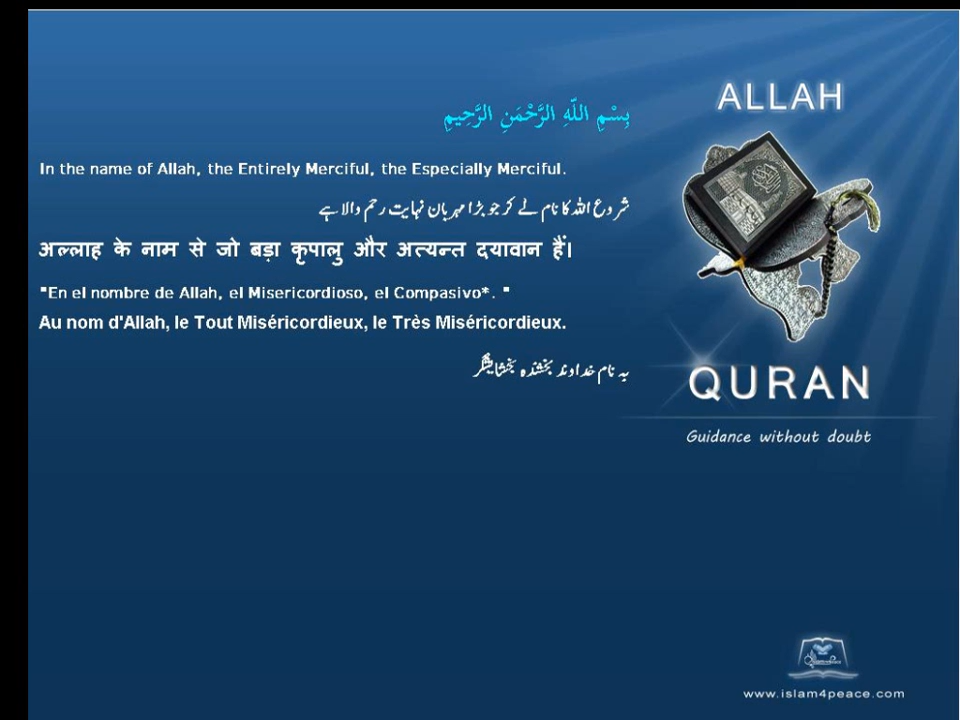 بِسْمِ اللّهِ الرَّحْمَنِ الرَّحِيمِ
In the name of Allah, the Entirely Merciful, the Especially Merciful.
شروع الله کا نام لے کر جو بڑا مہربان نہایت رحم والا ہے
अल्लाह के नाम से जो बड़ा कृपालु और अत्यन्त दयावान हैं।
"En el nombre de Allah, el Misericordioso, el Compasivo*. "
Au nom d'Allah, le Tout Miséricordieux, le Très Miséricordieux.
به نام خداوند بخشنده بخشایشگر
ALLAH
QURAN
Guidance without doubt
www.islam4peace.com